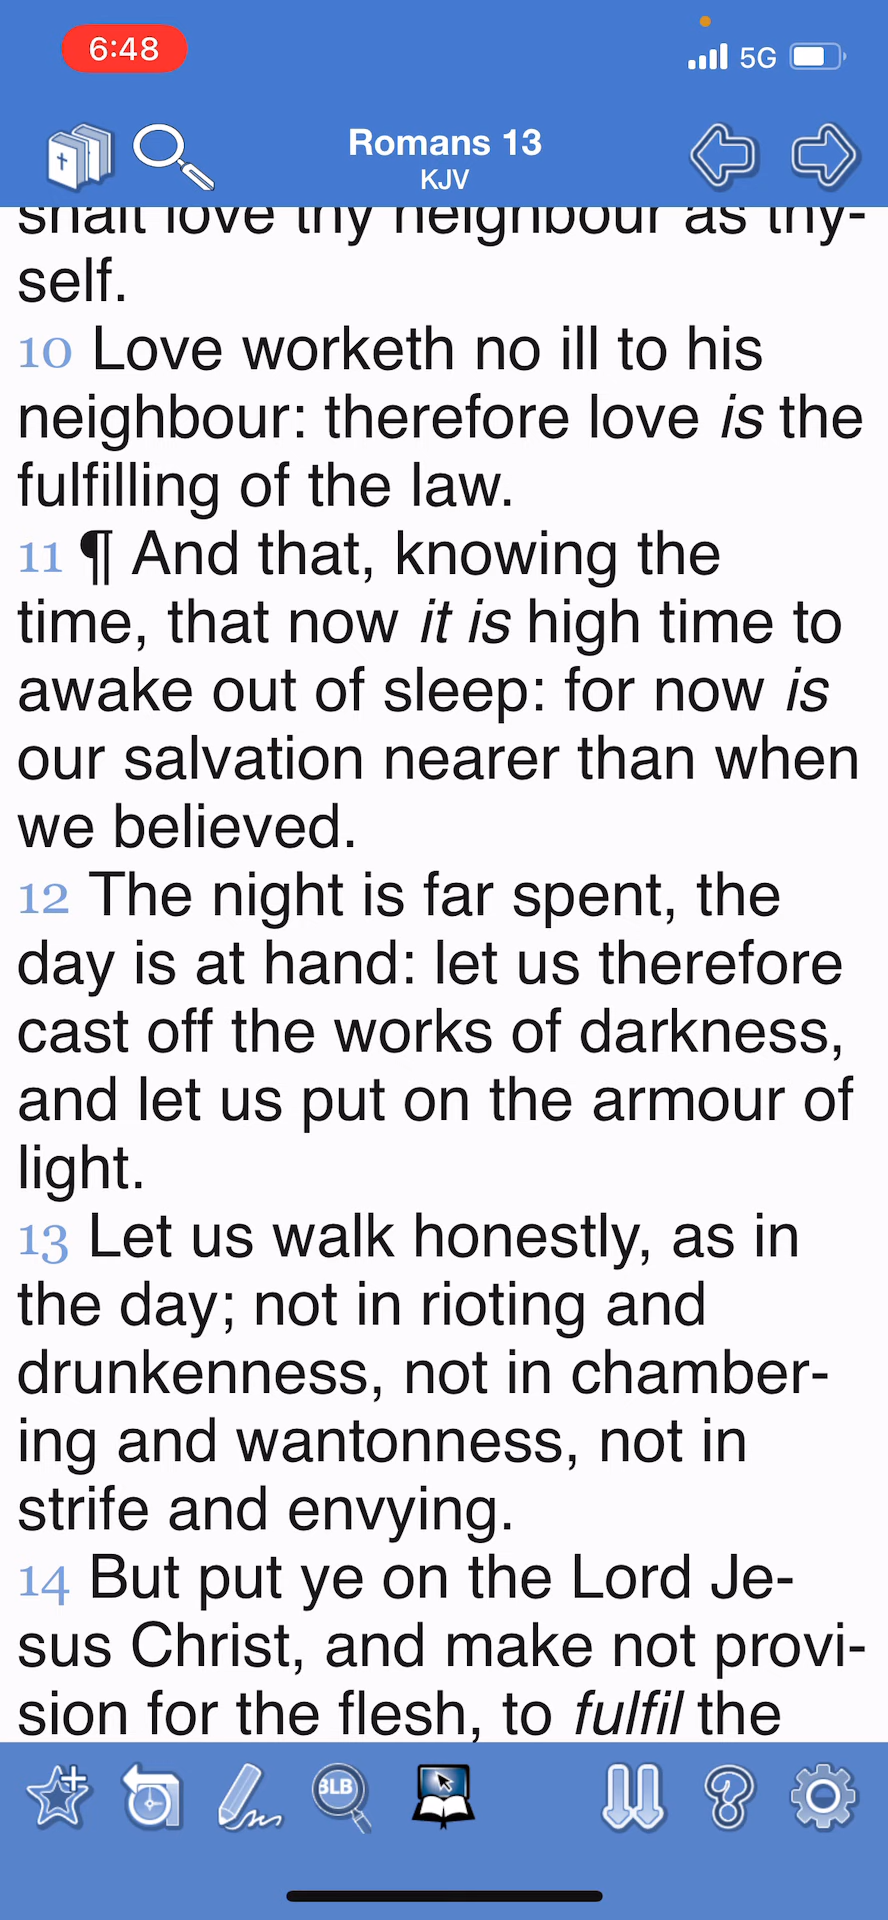 6:48
5G
Romans 13
KJV
shalt love thy neighbour as thy-
self.
10 Love worketh no ill to his
neighbour: therefore love is the
fulfilling of the law.
11 ¶ And that, knowing the
time, that now it is high time to
awake out of sleep: for now is
our salvation nearer than when
we believed.
12 The night is far spent, the
day is at hand: let us therefore
cast off the works of darkness,
and let us put on the armour of
light.
13 Let us walk honestly, as in
the day; not in rioting and
drunkenness, not in chamber-
ing and wantonness, not in
strife and envying.
14 But put ye on the Lord Je-
sus Christ, and make not provi-
sion for the flesh, to fulfil the
BLB